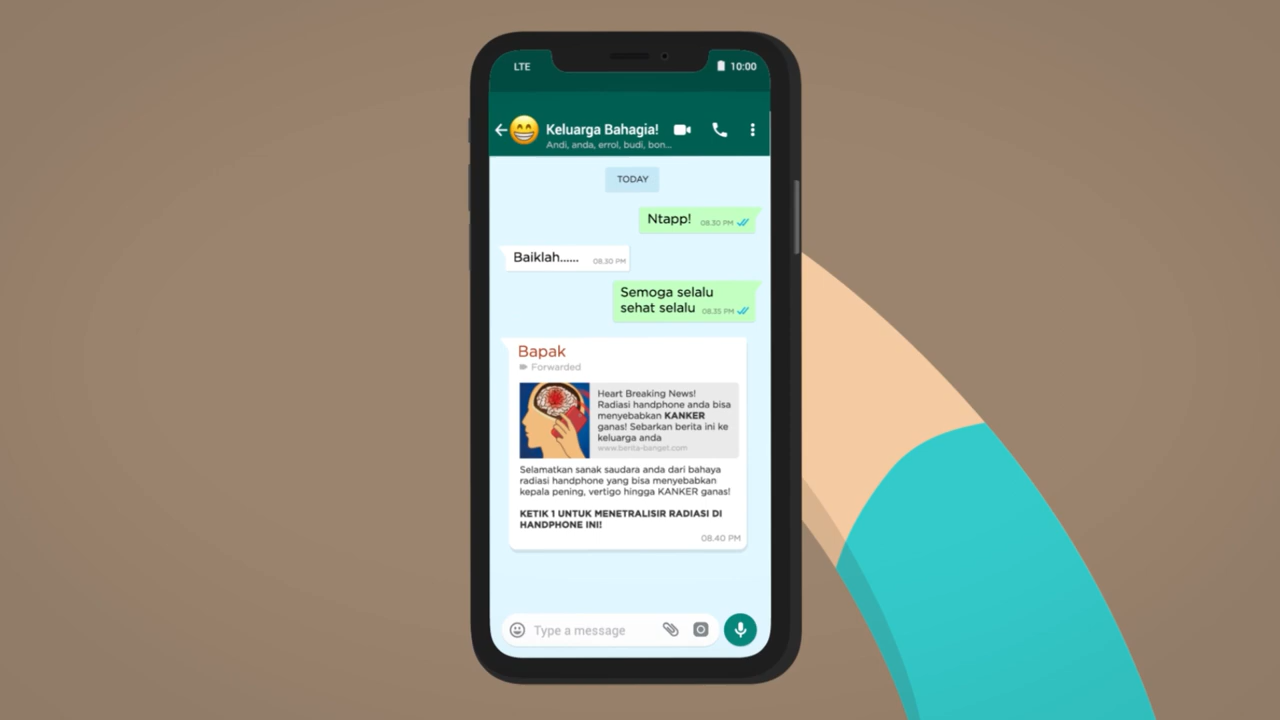 LTE
10:00
Keluarga Bahagia!
Andi, anda, errol, budi, bon...
TODAY
Ntapp! 08.30 PM
Baiklah...... 08.30 PM
Semoga selalu
sehat selalu 08.35 PM
Bapak
Forwarded
Heart Breaking News!
Radiasi handphone anda bisa
menyebabkan KANKER
ganas! Sebarkan berita ini ke
keluarga anda
www.berita-banget.com
Selamatkan sanak saudara anda dari bahaya
radiasi handphone yang bisa menyebabkan
kepala pening, vertigo hingga KANKER ganas!
KETIK 1 UNTUK MENETRALISIR RADIASI DI
HANDPHONE INI!
08.40 PM
Type a message